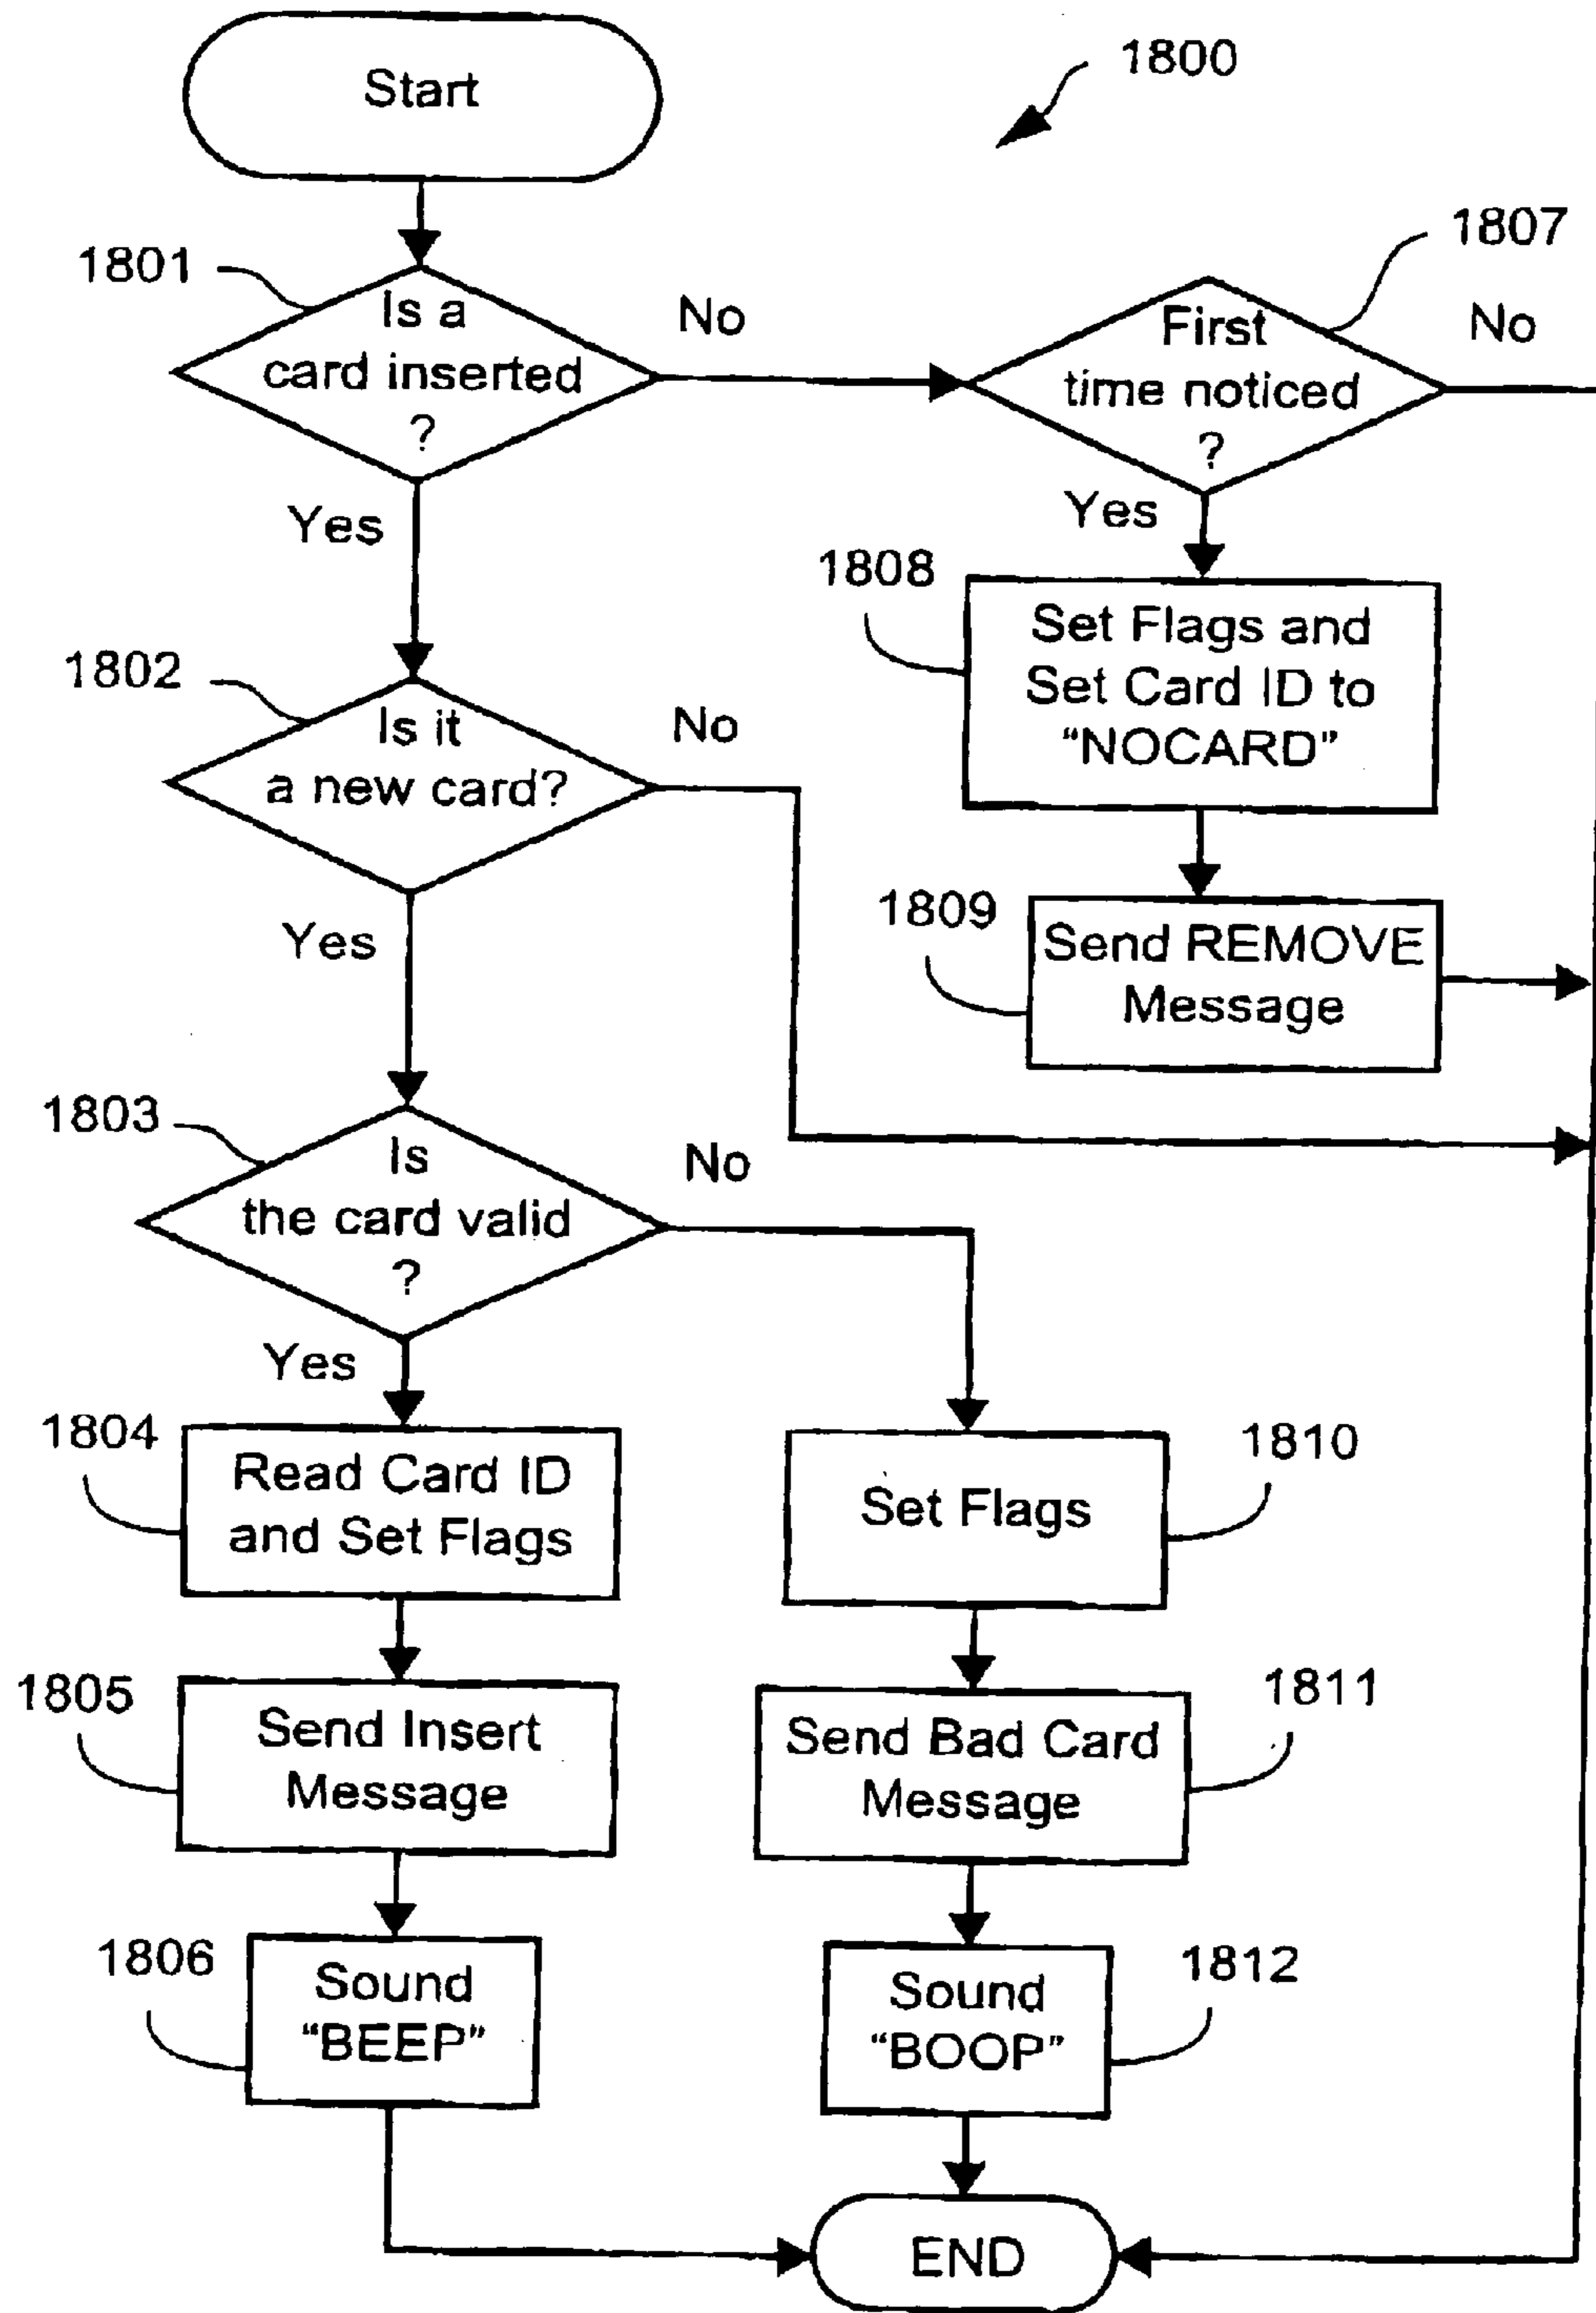 Start
1800
1801
Is a
card inserted
?
No
Yes
1807
First
time noticed
?
No
Yes
1808
Set Flags and
Set Card ID to
“NOCARD”
1809
Send REMOVE
Message
1802
Is it
a new card?
No
Yes
1803
Is
the card valid
?
No
Yes
1804
Read Card ID
and Set Flags
1805
Send Insert
Message
1806
Sound
“BEEP”
1810
Set Flags
1811
Send Bad Card
Message
1812
Sound
“BOOP”
END